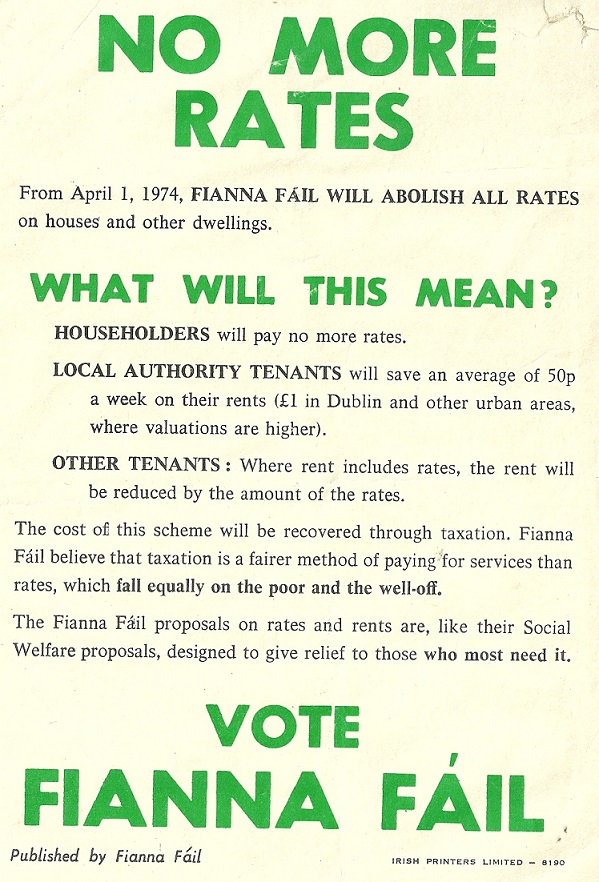 NO MORE
RATES
From April 1, 1974, FIANNA FÁIL WILL ABOLISH ALL RATES
on houses and other dwellings.
WHAT WILL THIS MEAN?
HOUSEHOLDERS will pay no more rates.
LOCAL AUTHORITY TENANTS will save an average of 50p
a week on their rents (£1 in Dublin and other urban areas,
where valuations are higher).
OTHER TENANTS: Where rent includes rates, the rent will
be reduced by the amount of the rates.
The cost of this scheme will be recovered through taxation. Fianna
Fáil believe that taxation is a fairer method of paying for services than
rates, which fall equally on the poor and the well-off.
The Fianna Fáil proposals on rates and rents are, like their Social
Welfare proposals, designed to give relief to those who most need it.
VOTE
FIANNA FÁIL
Published by Fianna Fáil
IRISH PRINTERS LIMITED – 8190